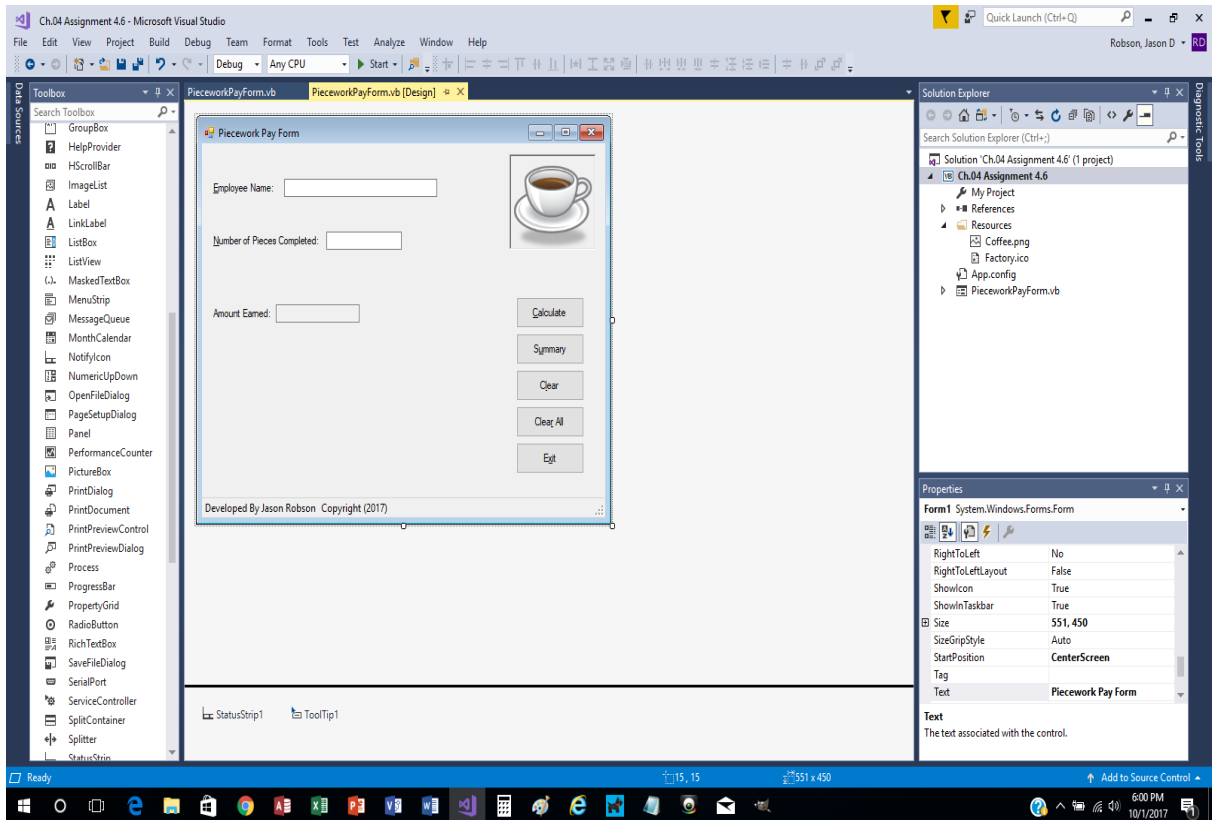 Ch.04 Assignment 4.6 - Microsoft Visual Studio
Quick Launch (Ctrl+Q)
File Edit View Project Build Debug Team Format Tools Test Analyze Window Help
Robson, Jason D RD
Debug Any CPU Start
Data Sources
Toolbox
Search Toolbox
GroupBox
HelpProvider
HScrollBar
ImageList
Label
LinkLabel
ListBox
ListView
MaskedTextBox
MenuStrip
MessageQueue
MonthCalendar
NotifyIcon
NumericUpDown
OpenFileDialog
PageSetupDialog
Panel
PerformanceCounter
PictureBox
PrintDialog
PrintDocument
PrintPreviewControl
PrintPreviewDialog
Process
ProgressBar
PropertyGrid
RadioButton
RichTextBox
SaveFileDialog
SerialPort
ServiceController
SplitContainer
Splitter
StatusStrip
PieceworkPayForm.vb PieceworkPayForm.vb [Design]
Piecework Pay Form
Employee Name:
Number of Pieces Completed:
Amount Earned:
Calculate
Summary
Clear
Clear All
Exit
Developed By Jason Robson Copyright (2017)
StatusStrip1 ToolTip1
Solution Explorer
Search Solution Explorer (Ctrl+;)
Solution 'Ch.04 Assignment 4.6' (1 project)
Ch.04 Assignment 4.6
My Project
References
Resources
Coffee.png
Factory.ico
App.config
PieceworkPayForm.vb
Diagnostic Tools
Properties
Form1 System.Windows.Forms.Form
RightToLeft No
RightToLeftLayout False
ShowIcon True
ShowInTaskbar True
Size 551, 450
SizeGripStyle Auto
StartPosition CenterScreen
Tag
Text Piecework Pay Form
Text
The text associated with the control.
Ready 15, 15 551 x 450 Add to Source Control
6:00 PM
10/1/2017